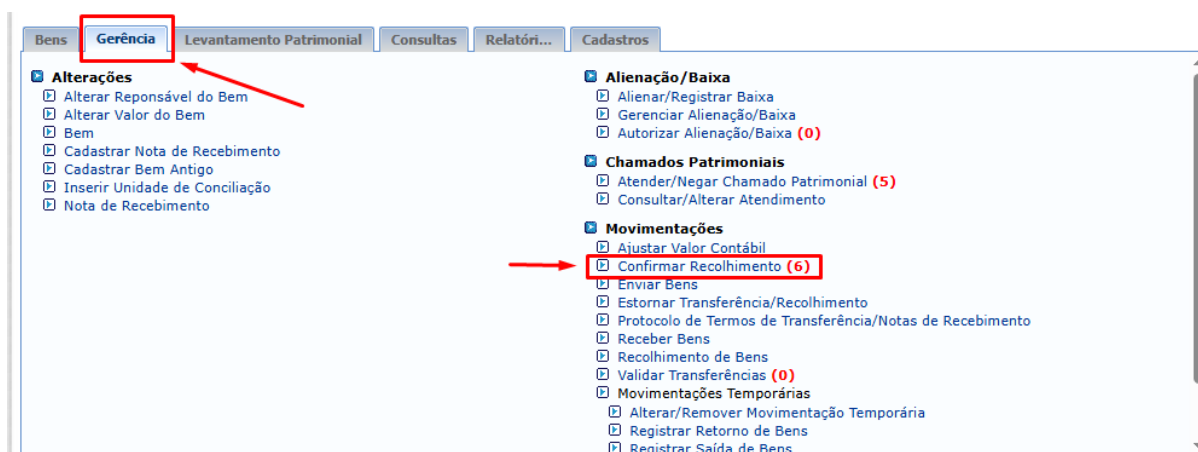 Bens Gerência Levantamento Patrimonial Consultas Relatóri... Cadastros
Alterações
Alterar Reponsável do Bem
Alterar Valor do Bem
Bem
Cadastrar Nota de Recebimento
Cadastrar Bem Antigo
Inserir Unidade de Conciliação
Nota de Recebimento
Alienação/Baixa
Alienar/Registrar Baixa
Gerenciar Alienação/Baixa
Autorizar Alienação/Baixa (0)
Chamados Patrimoniais
Atender/Negar Chamado Patrimonial (5)
Consultar/Alterar Atendimento
Movimentações
Ajustar Valor Contábil
Confirmar Recolhimento (6)
Enviar Bens
Estornar Transferência/Recolhimento
Protocolo de Termos de Transferência/Notas de Recebimento
Receber Bens
Recolhimento de Bens
Validar Transferências (0)
Movimentações Temporárias
Alterar/Remover Movimentação Temporária
Registrar Retorno de Bens
Registrar Saída de Bens